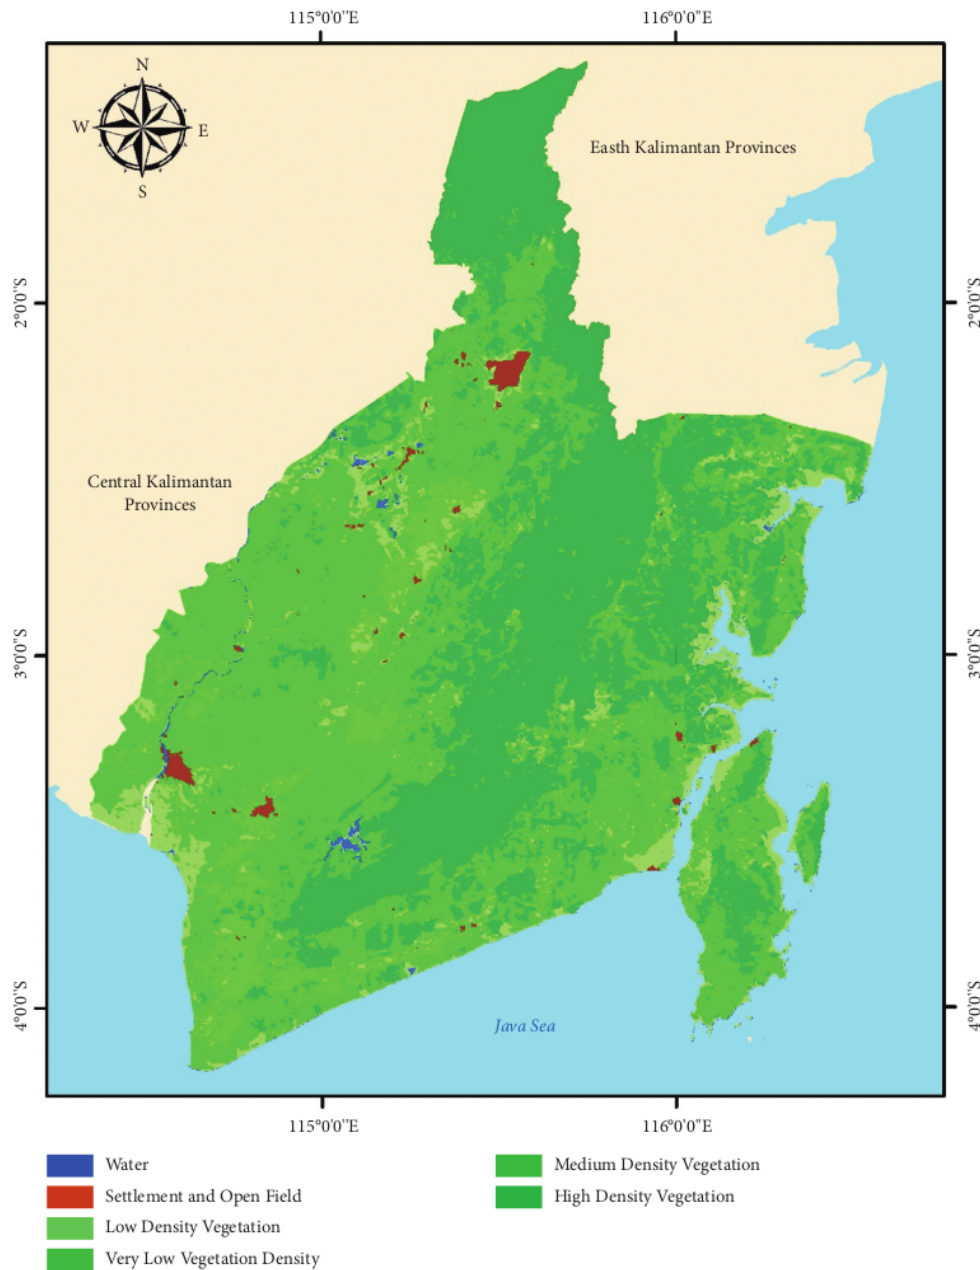 115°0'0"E 116°0'0"E
N
W E
S
Easth Kalimantan Provinces
2°0'0"S 2°0'0"S
Central Kalimantan
Provinces
3°0'0"S 3°0'0"S
4°0'0"S 4°0'0"S
Java Sea
115°0'0"E 116°0'0"E
Water
Settlement and Open Field
Low Density Vegetation
Very Low Vegetation Density
Medium Density Vegetation
High Density Vegetation